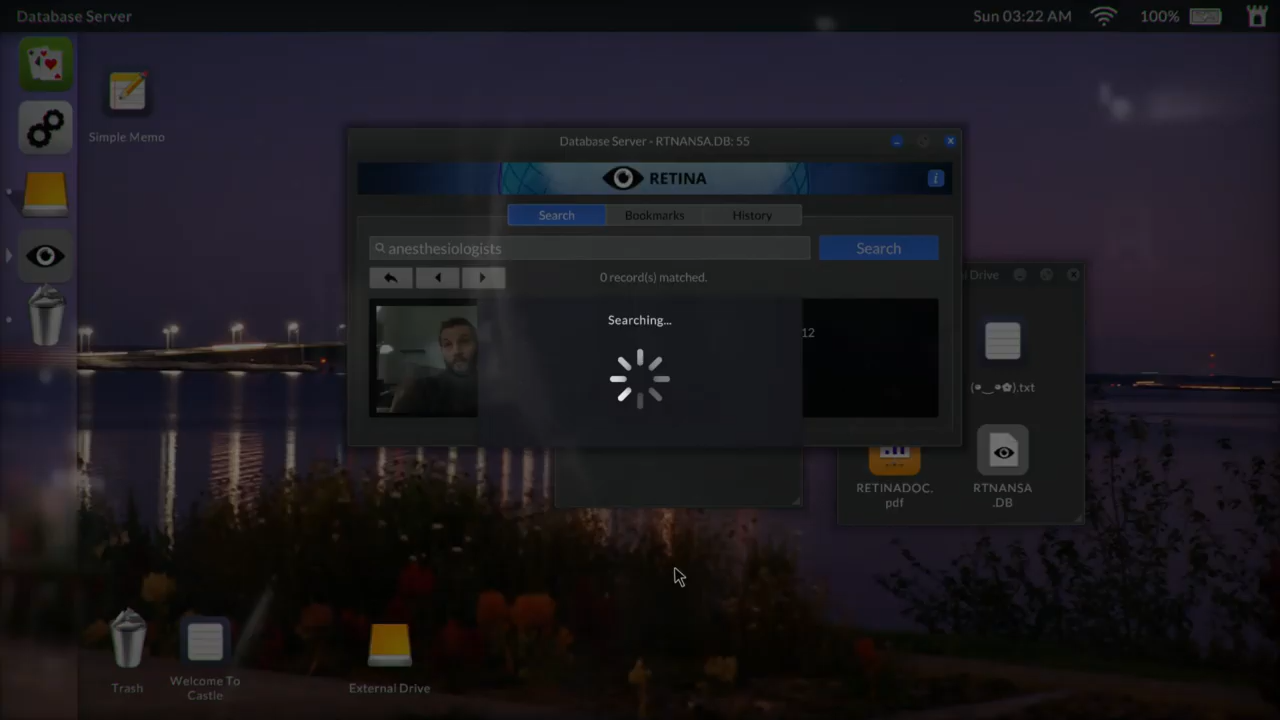 Database Server
Sun 03:22 AM
100%
Simple Memo
Database Server - RTNANSA.DB: 55
RETINA
i
Search
Bookmarks
History
anesthesiologists
Search
0 record(s) matched.
Drive
Searching...
12
(•‿•✿).txt
RETINADOC.
pdf
RTNANSA
.DB
Trash
Welcome To
Castle
External Drive